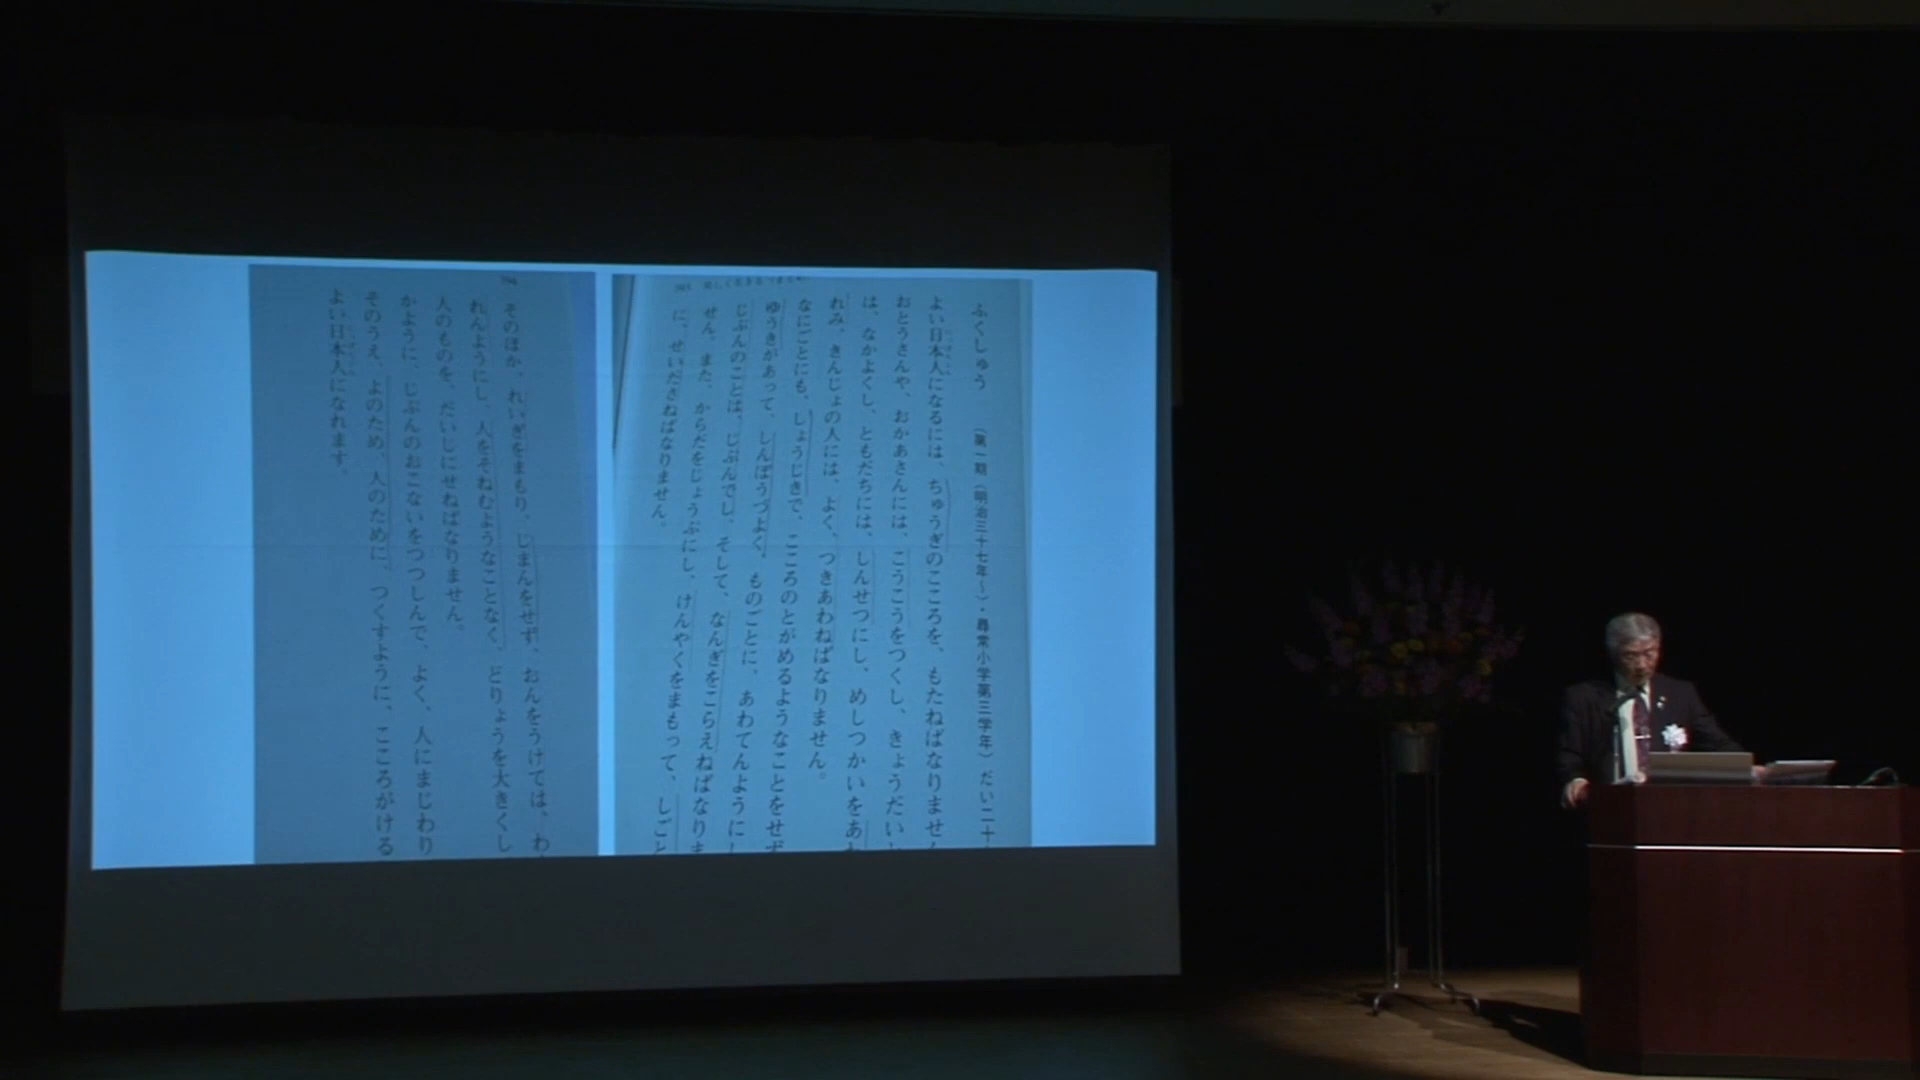 ふくしゅう （第一期（明治三十七年～）・尋常小学第三学年）だい二十
よい日本人になるには、ちゅうぎのこころを、もたねばなりません
おとうさんや、おかあさんには、こうこうをつくし、きょうだいと
は、なかよくし、ともだちには、しんせつにし、めしつかいをあわ
れみ、きんじょの人には、よく、つきあわねばなりません。
なにごとにも、しょうじきで、こころのとがめるようなことをせず
ゆうきがあって、しんぼうづよく、ものごとに、あわてんようにし
じぶんのことは、じぶんでし、そして、なんぎをこらえねばなりま
せん。また、からだをじょうぶにし、けんやくをまもって、しごと
に、せいださねばなりません。
794
そのほか、れいぎをまもり、じまんをせず、おんをうけては、わ
れんようにし、人をそねむようなことなく、どりょうを大きくし
人のものを、だいじにせねばなりません。
かように、じぶんのおこないをつつしんで、よく、人にまじわり
そのうえ、よのため、人のために、つくすように、こころがける
よい日本人になれます。